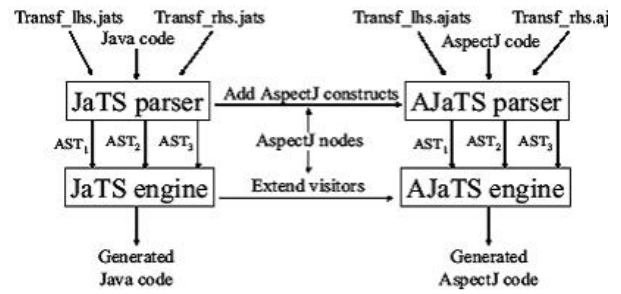 Transf_lhs.jats
Transf_rhs.jats
Transf_lhs.ajats
Transf_rhs.aj
Java code
AspectJ code
JaTS parser
Add AspectJ constructs
AJaTS parser
AST1
AST2
AST3
AspectJ nodes
AST1
AST2
AST3
JaTS engine
Extend visitors
AJaTS engine
Generated
Java code
Generated
AspectJ code